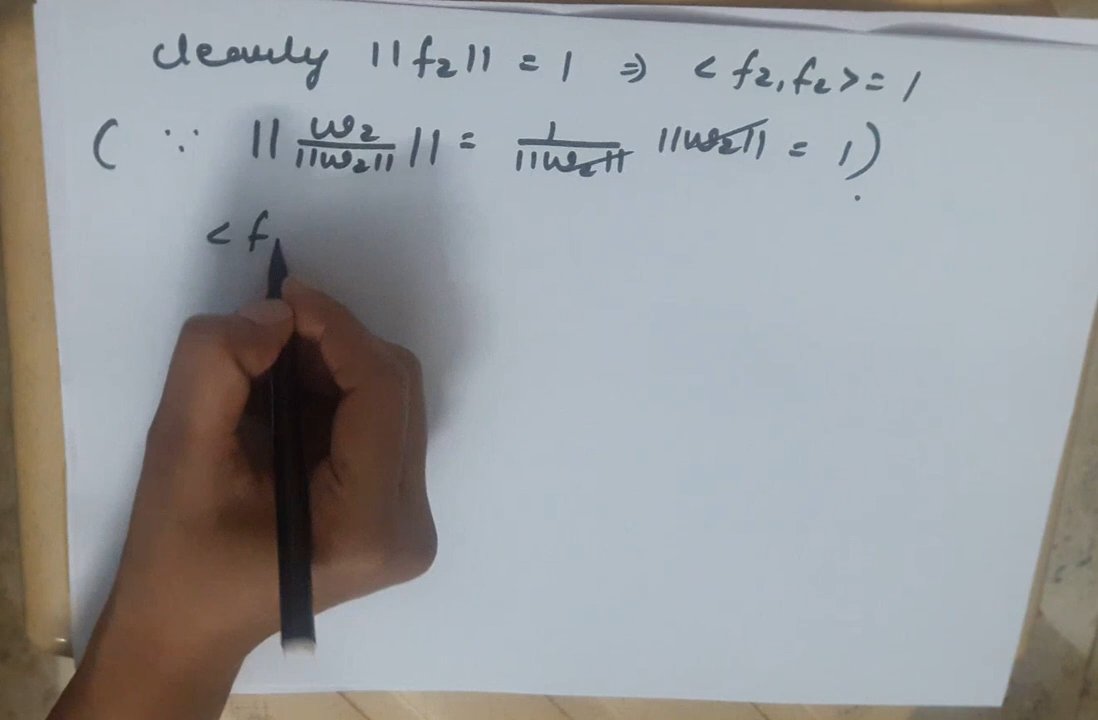 clearly ||f₂|| = 1 ⇒ < f₂, f₂ > = 1
( ∵ || w₂/||w₂|| || = 1/||w₂|| ||w₂|| = 1 ) .
< f